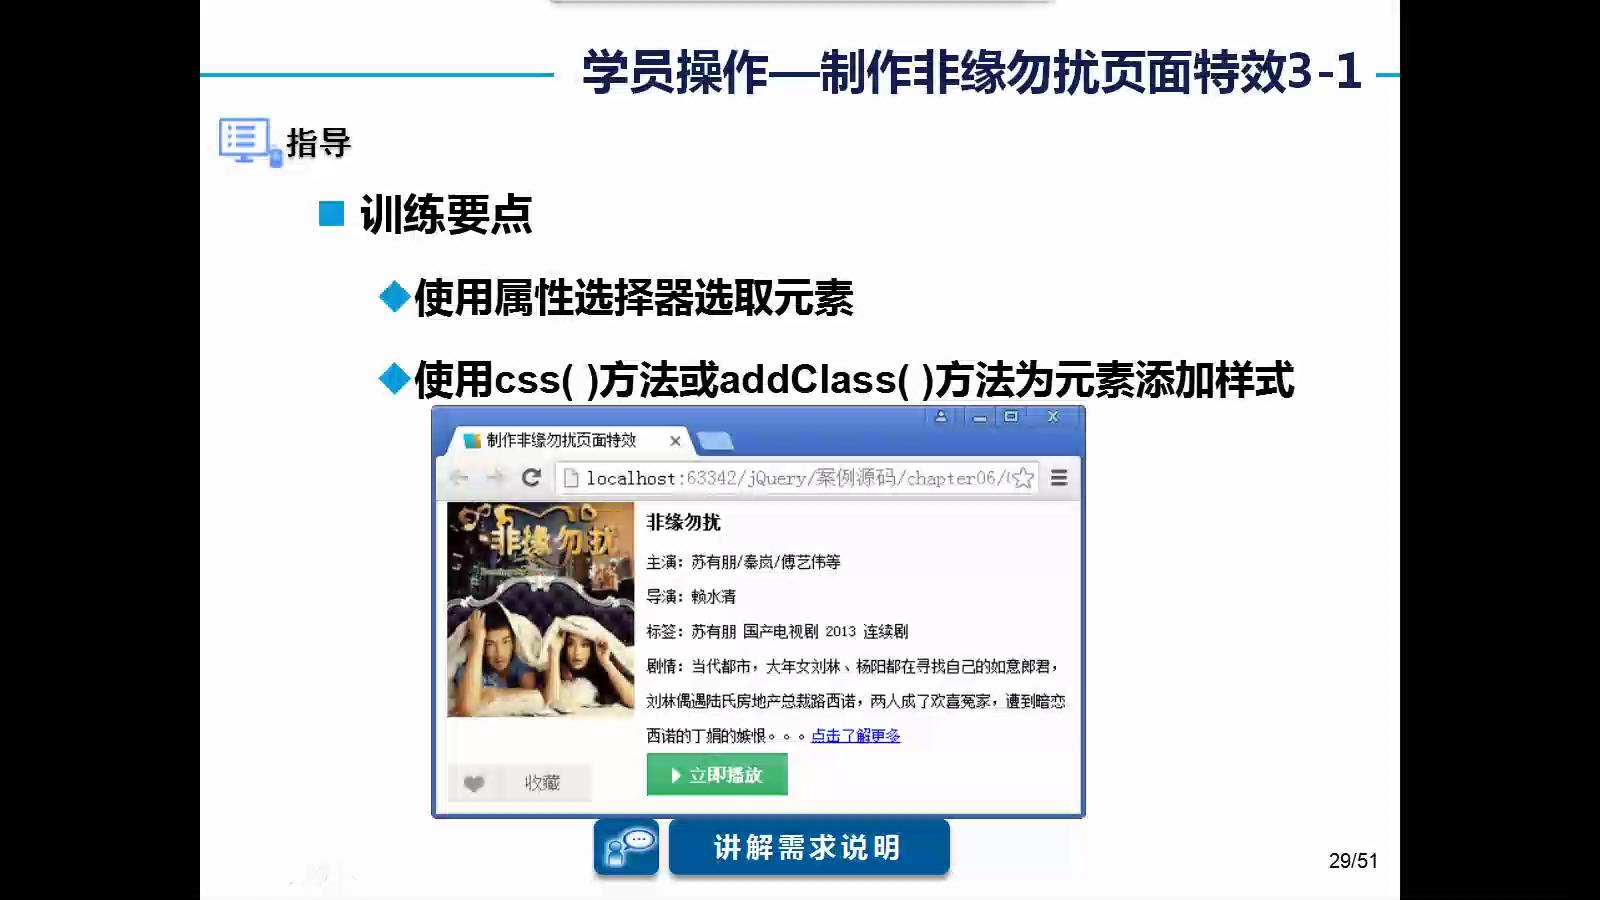 学员操作—制作非缘勿扰页面特效3-1
指导
训练要点
使用属性选择器选取元素
使用css( )方法或addClass( )方法为元素添加样式
制作非缘勿扰页面特效
localhost:63342/jQuery/案例源码/chapter06/
非缘勿扰
非缘勿扰
主演：苏有朋/秦岚/傅艺伟等
导演：赖水清
标签：苏有朋 国产电视剧 2013 连续剧
剧情：当代都市，大年女刘林、杨阳都在寻找自己的如意郎君，
刘林偶遇陆氏房地产总裁路西诺，两人成了欢喜冤家，遭到暗恋
西诺的丁娟的嫉恨。。。点击了解更多
立即播放
收藏
讲解需求说明
29/51